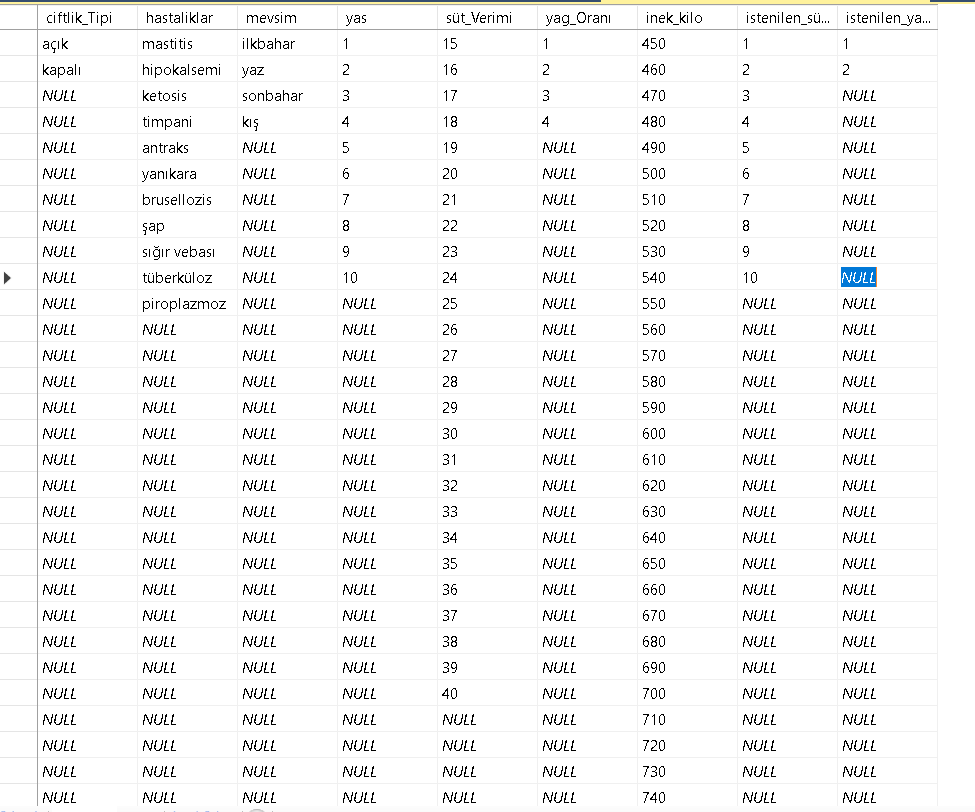 ciftlik_Tipi hastaliklar mevsim yas süt_Verimi yag_Oranı inek_kilo istenilen_sü... istenilen_ya...
açık mastitis ilkbahar 1 15 1 450 1 1
kapalı hipokalsemi yaz 2 16 2 460 2 2
NULL ketosis sonbahar 3 17 3 470 3 NULL
NULL timpani kış 4 18 4 480 4 NULL
NULL antraks NULL 5 19 NULL 490 5 NULL
NULL yanıkara NULL 6 20 NULL 500 6 NULL
NULL brusellozis NULL 7 21 NULL 510 7 NULL
NULL şap NULL 8 22 NULL 520 8 NULL
NULL sığır vebası NULL 9 23 NULL 530 9 NULL
NULL tüberküloz NULL 10 24 NULL 540 10 NULL
NULL piroplazmoz NULL NULL 25 NULL 550 NULL NULL
NULL NULL NULL NULL 26 NULL 560 NULL NULL
NULL NULL NULL NULL 27 NULL 570 NULL NULL
NULL NULL NULL NULL 28 NULL 580 NULL NULL
NULL NULL NULL NULL 29 NULL 590 NULL NULL
NULL NULL NULL NULL 30 NULL 600 NULL NULL
NULL NULL NULL NULL 31 NULL 610 NULL NULL
NULL NULL NULL NULL 32 NULL 620 NULL NULL
NULL NULL NULL NULL 33 NULL 630 NULL NULL
NULL NULL NULL NULL 34 NULL 640 NULL NULL
NULL NULL NULL NULL 35 NULL 650 NULL NULL
NULL NULL NULL NULL 36 NULL 660 NULL NULL
NULL NULL NULL NULL 37 NULL 670 NULL NULL
NULL NULL NULL NULL 38 NULL 680 NULL NULL
NULL NULL NULL NULL 39 NULL 690 NULL NULL
NULL NULL NULL NULL 40 NULL 700 NULL NULL
NULL NULL NULL NULL NULL NULL 710 NULL NULL
NULL NULL NULL NULL NULL NULL 720 NULL NULL
NULL NULL NULL NULL NULL NULL 730 NULL NULL
NULL NULL NULL NULL NULL NULL 740 NULL NULL